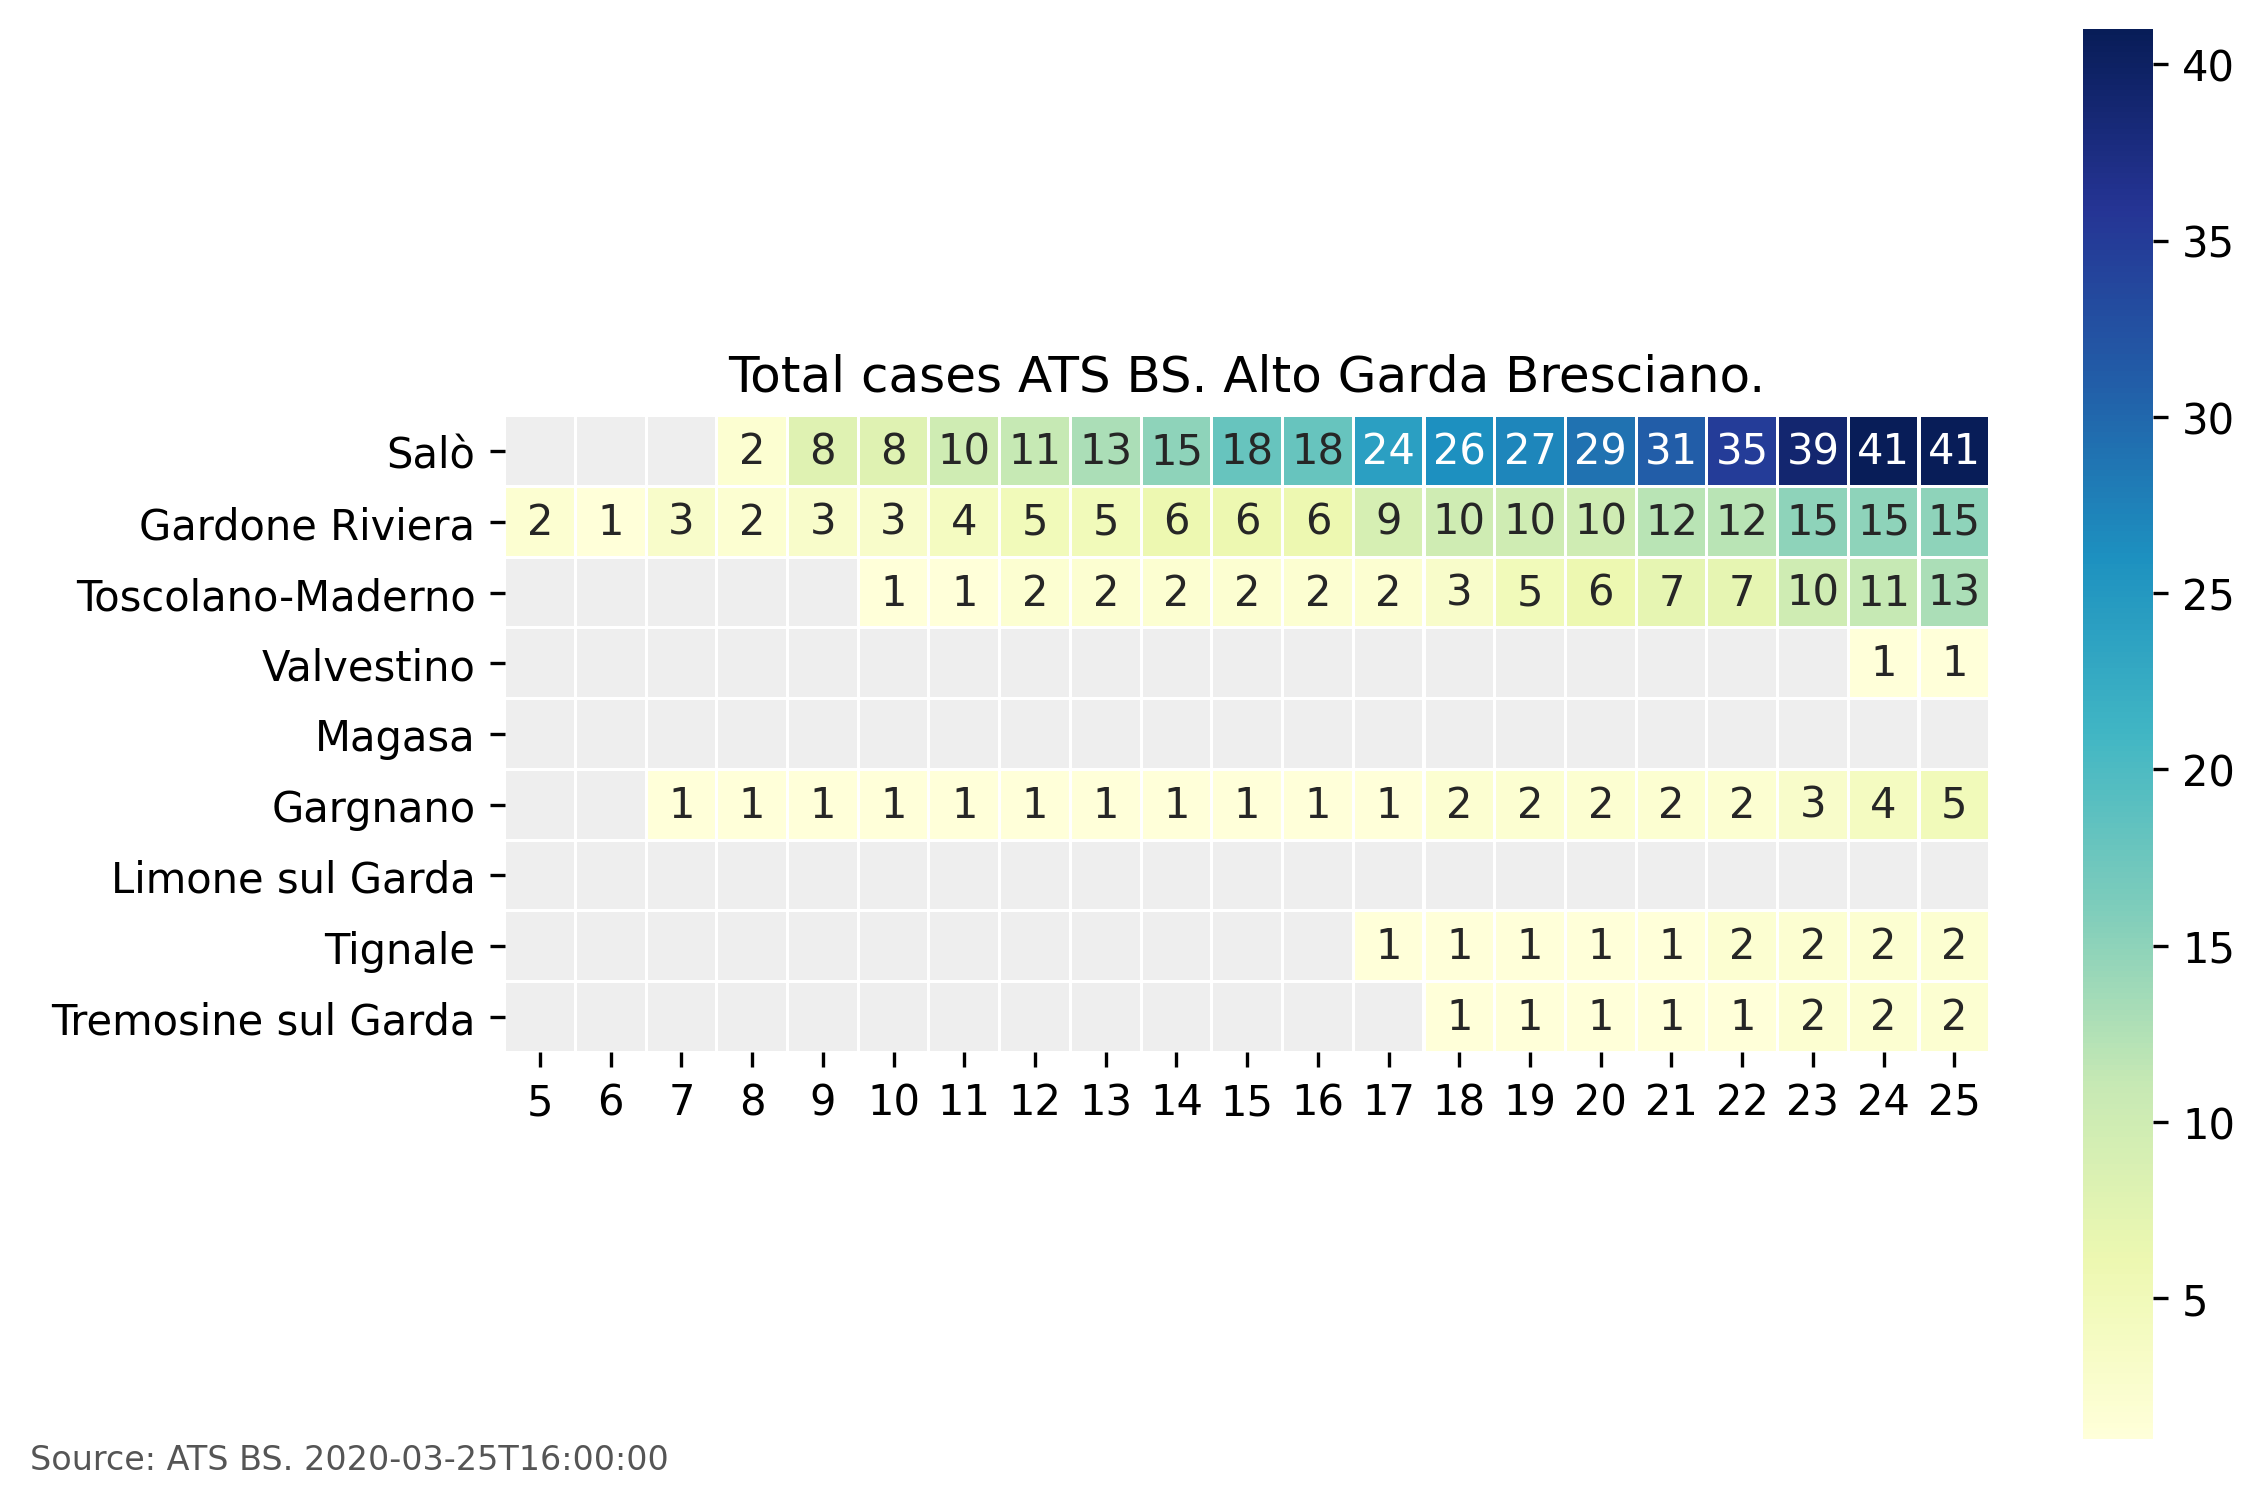 Total cases ATS BS. Alto Garda Bresciano.
Salò 2 8 8 10 11 13 15 18 18 24 26 27 29 31 35 39 41 41
Gardone Riviera 2 1 3 2 3 3 4 5 5 6 6 6 9 10 10 10 12 12 15 15 15
Toscolano-Maderno 1 1 2 2 2 2 2 2 3 5 6 7 7 10 11 13
Valvestino 1 1
Magasa
Gargnano 1 1 1 1 1 1 1 1 1 1 1 2 2 2 2 2 3 4 5
Limone sul Garda
Tignale 1 1 1 1 1 2 2 2 2
Tremosine sul Garda 1 1 1 1 1 2 2 2
5 6 7 8 9 10 11 12 13 14 15 16 17 18 19 20 21 22 23 24 25
40
35
30
25
20
15
10
5
Source: ATS BS. 2020-03-25T16:00:00